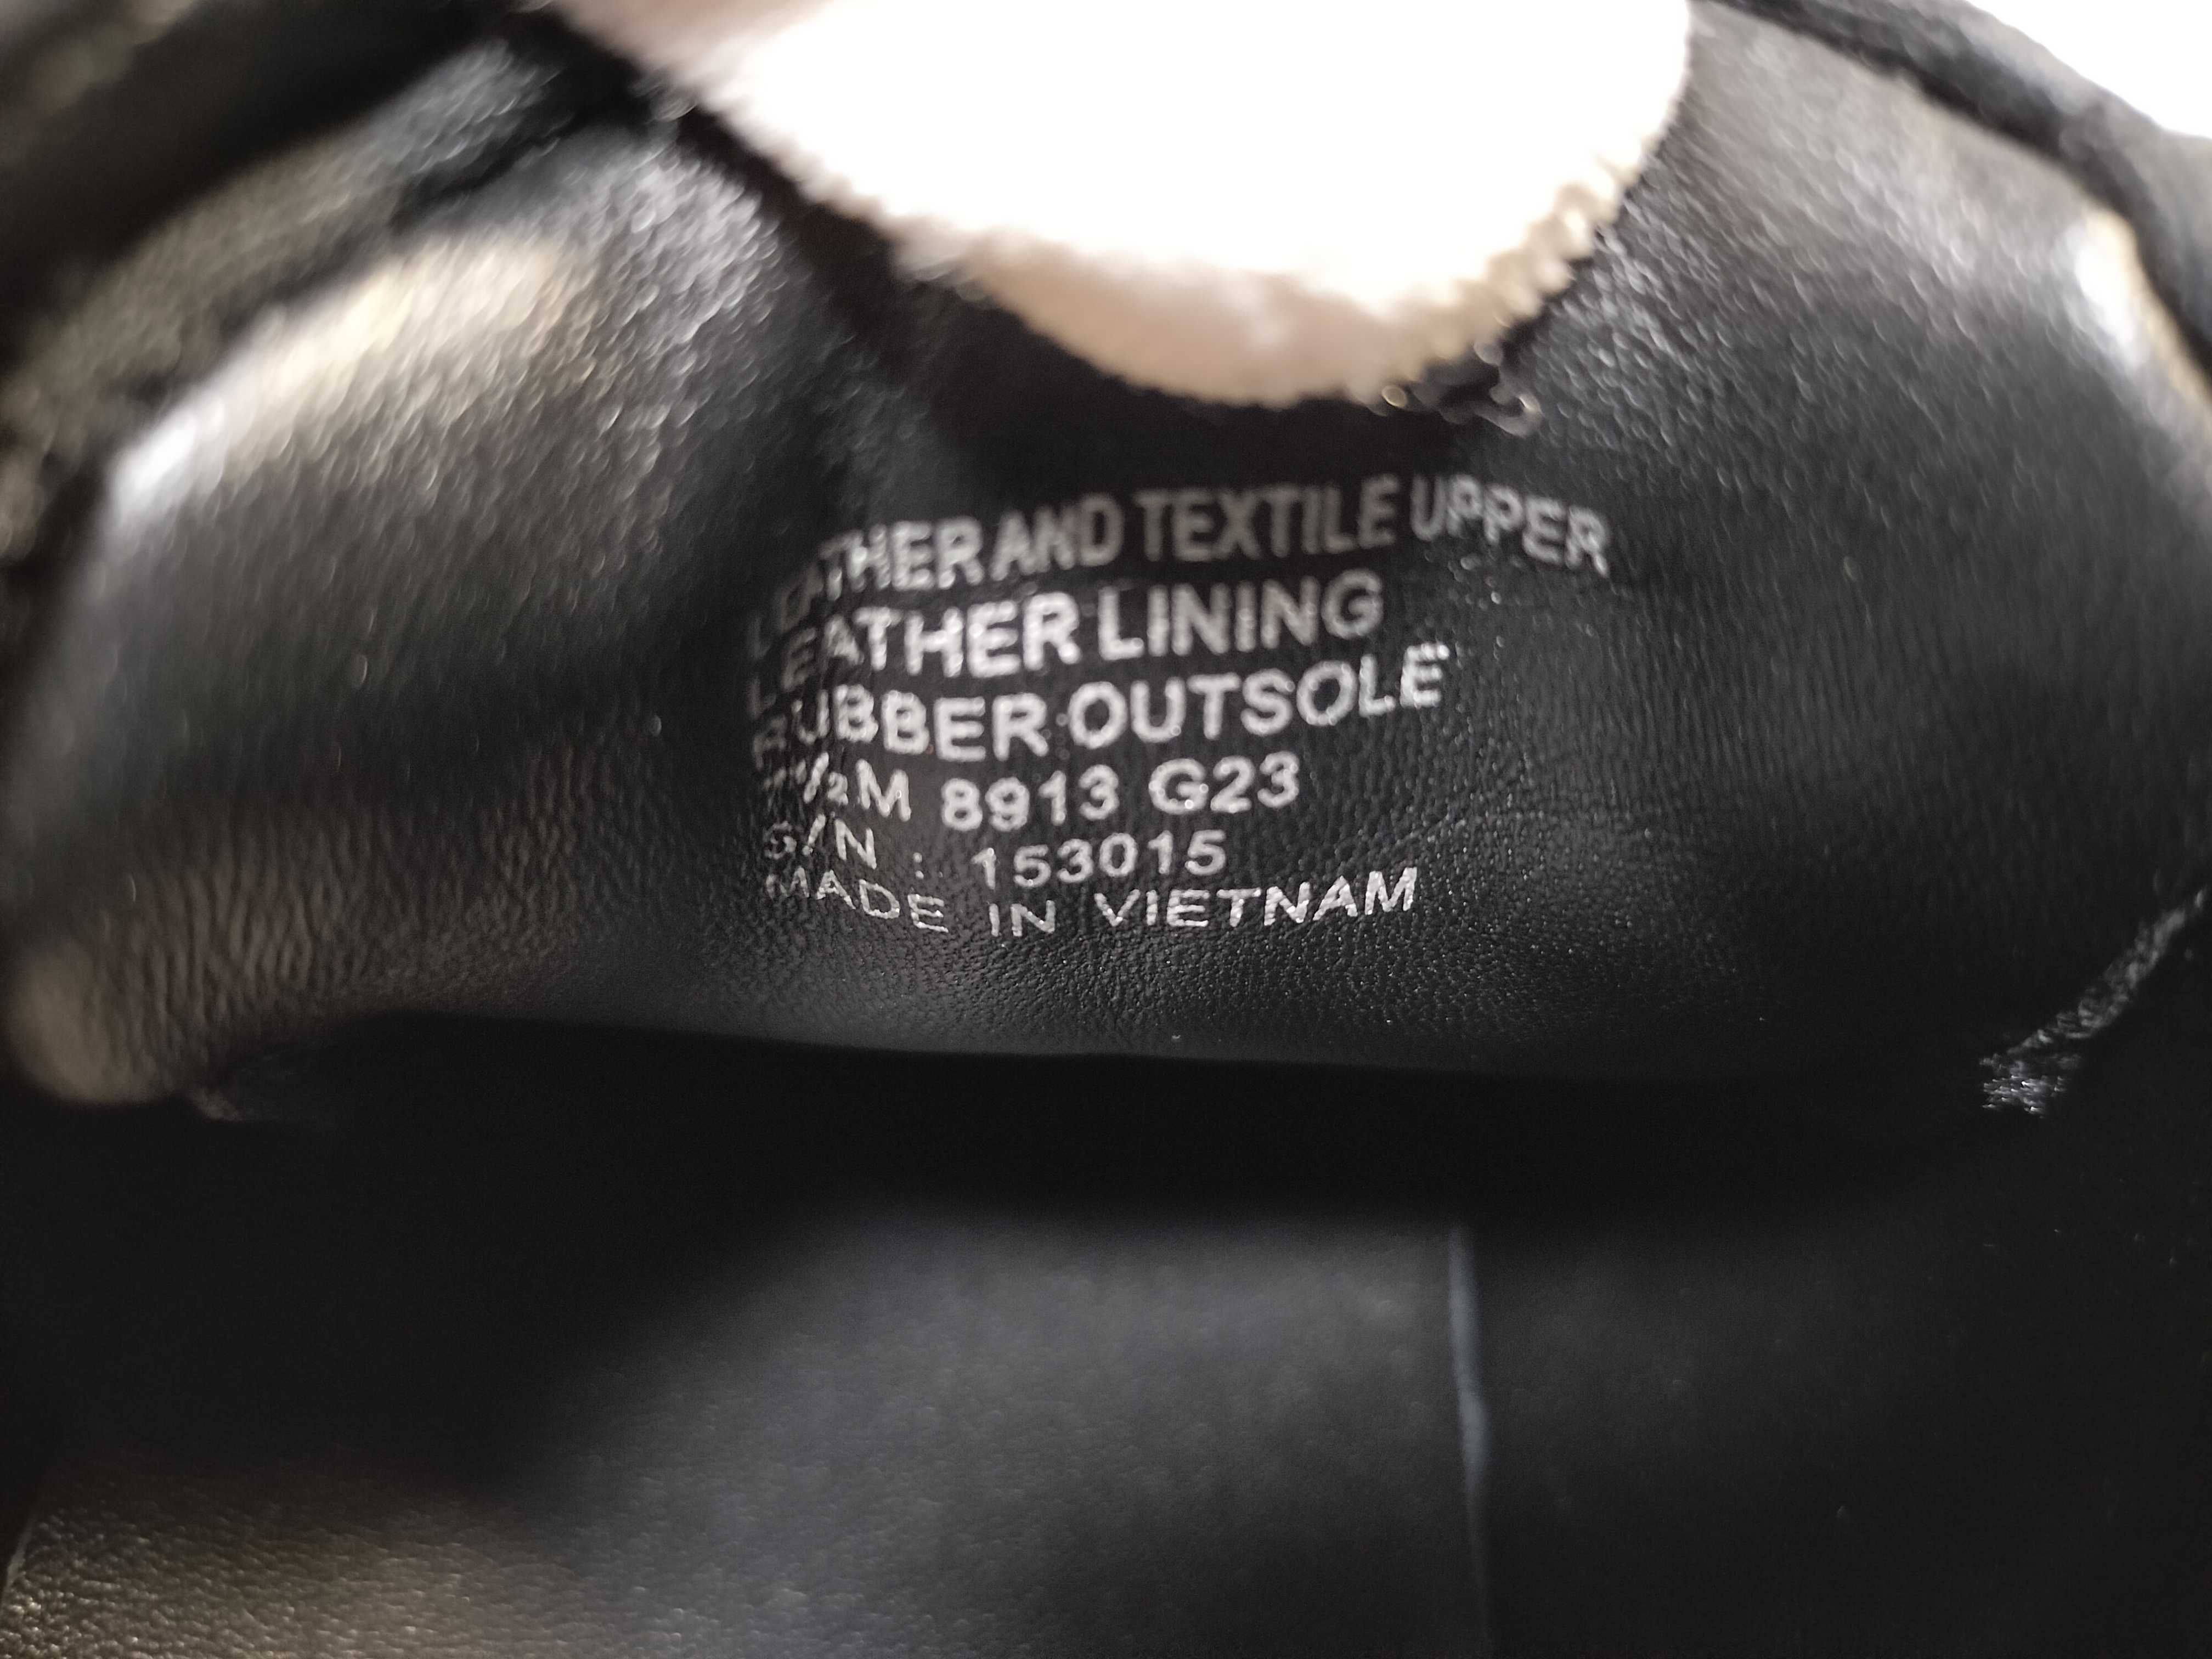 LEATHER AND TEXTILE UPPER
LEATHER LINING
RUBBER OUTSOLE
7½M 8913 G23
S/N : 153015
MADE IN VIETNAM